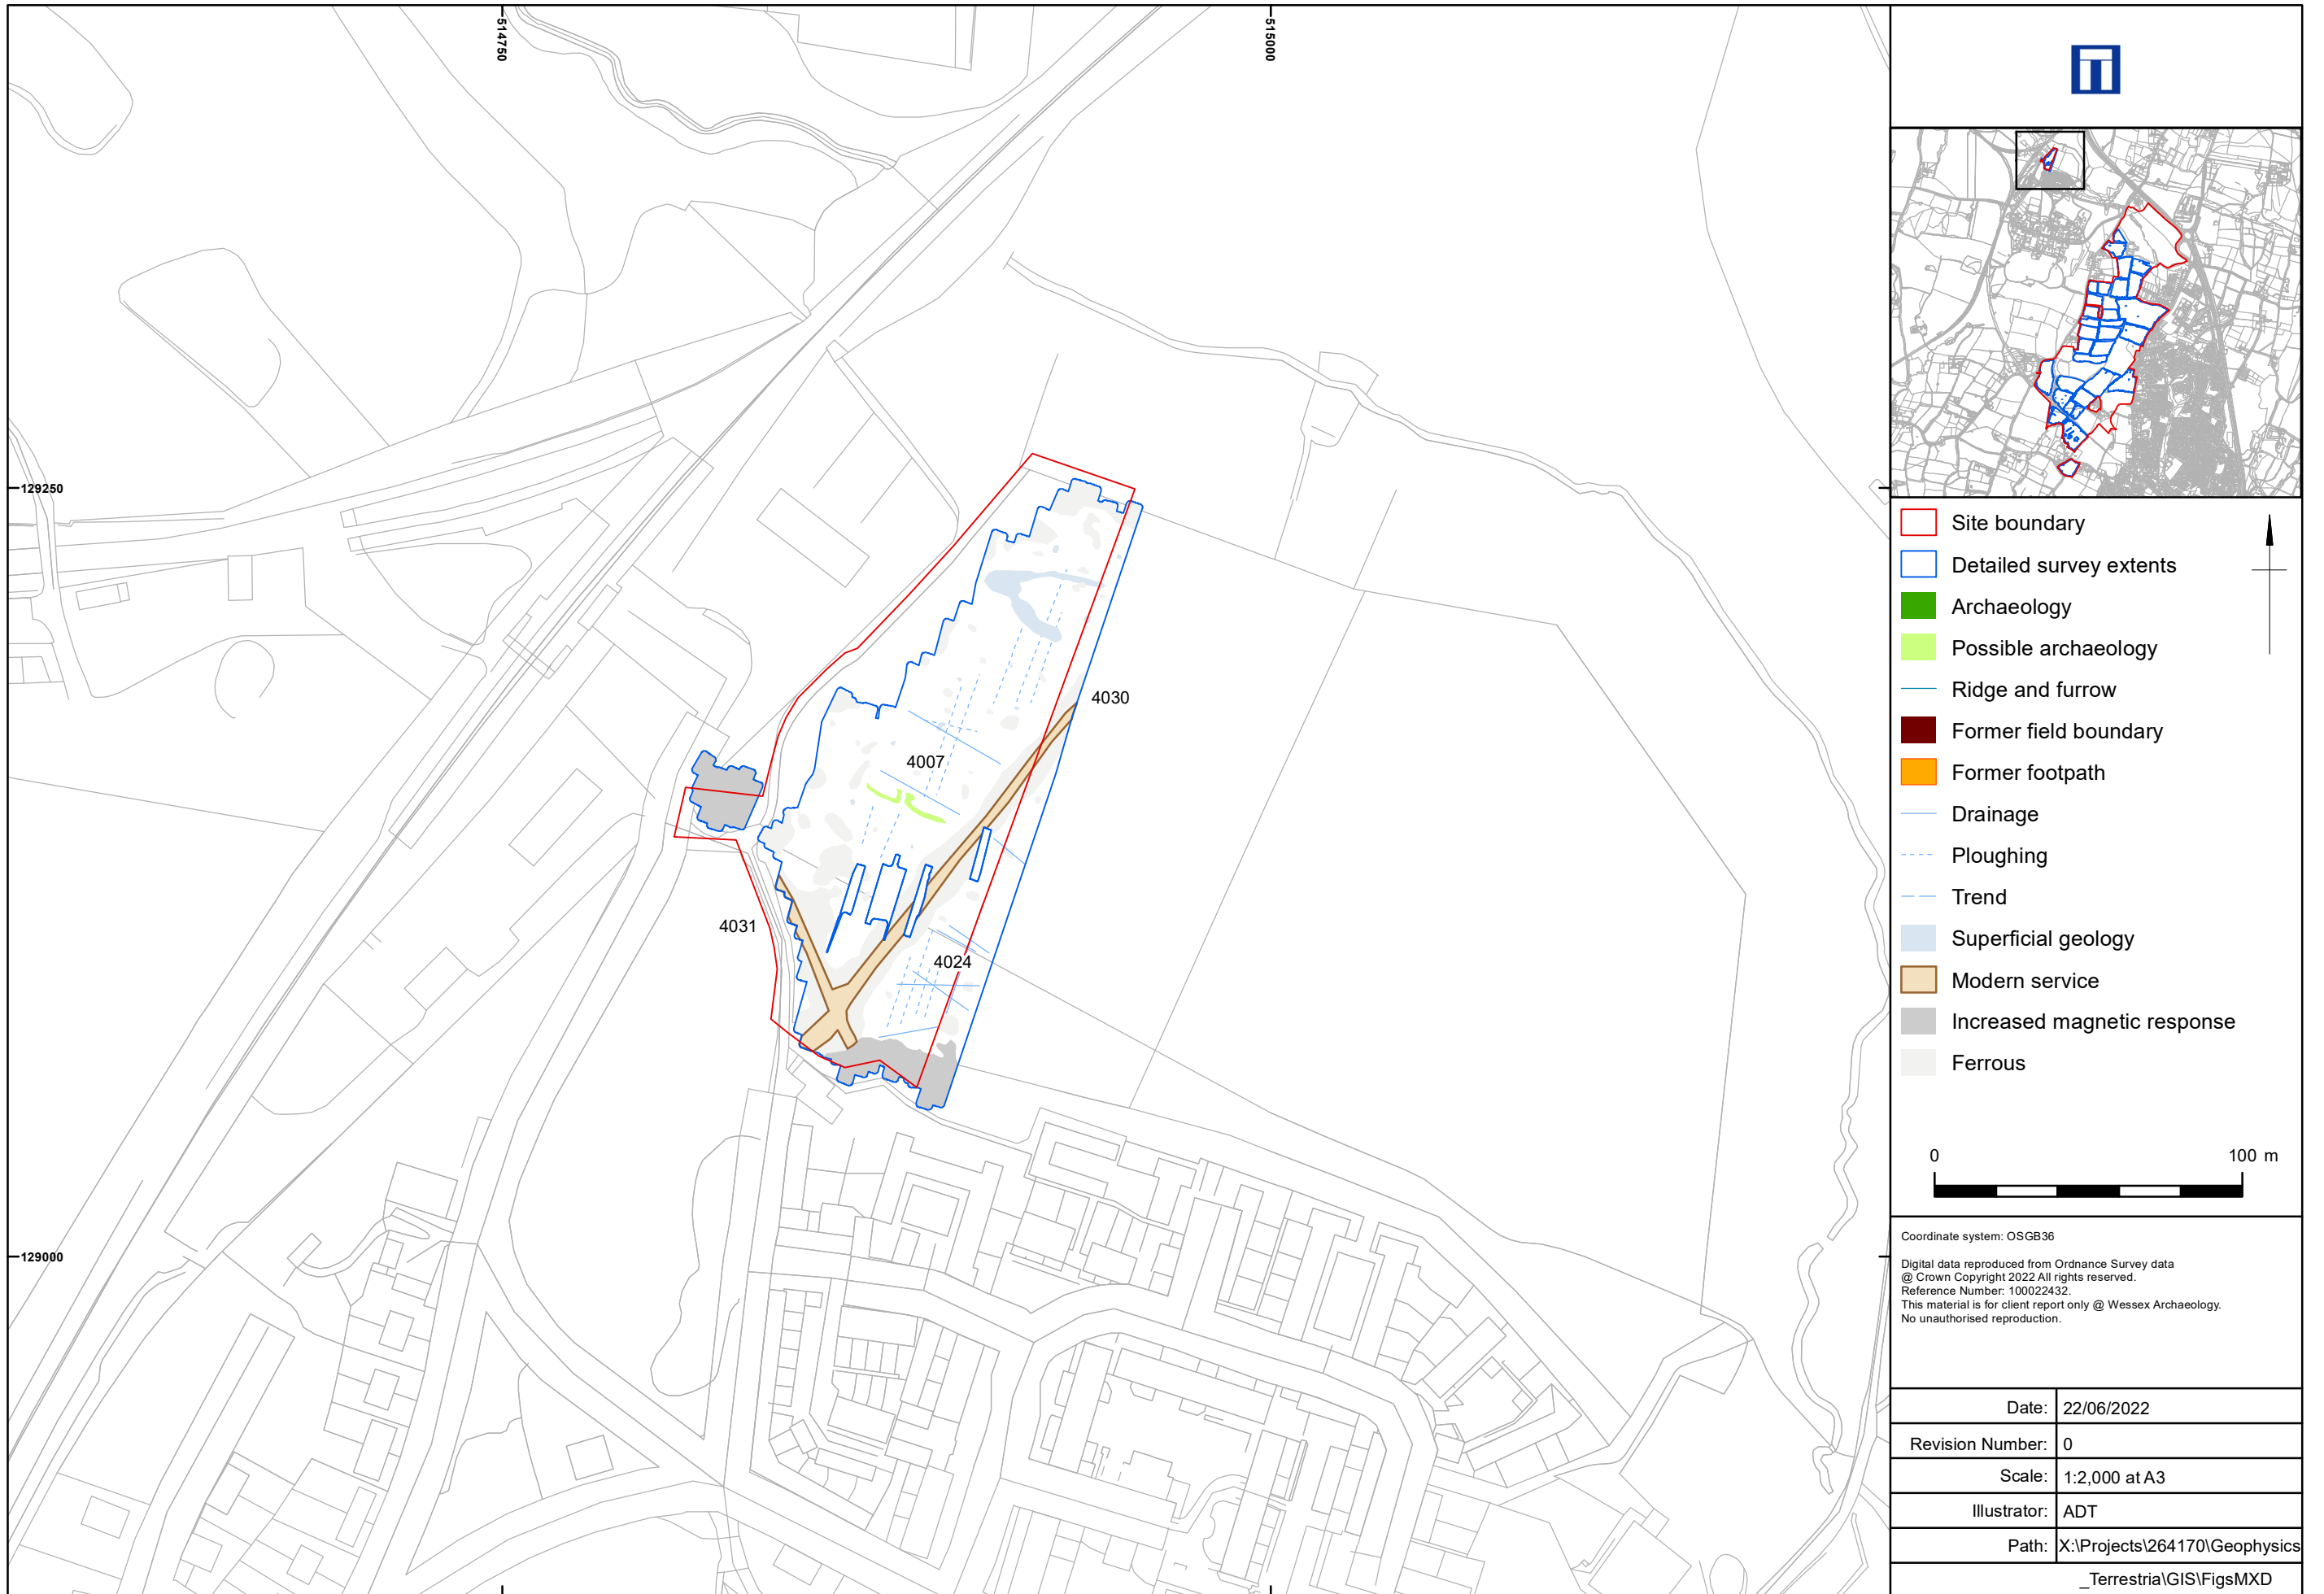 514750
515000
129250
129000
4030
4007
4031
4024
Site boundary
Detailed survey extents
Archaeology
Possible archaeology
Ridge and furrow
Former field boundary
Former footpath
Drainage
Ploughing
Trend
Superficial geology
Modern service
Increased magnetic response
Ferrous
0 100 m
Coordinate system: OSGB36
Digital data reproduced from Ordnance Survey data
@ Crown Copyright 2022 All rights reserved.
Reference Number: 100022432.
This material is for client report only @ Wessex Archaeology.
No unauthorised reproduction.
Date: 22/06/2022
Revision Number: 0
Scale: 1:2,000 at A3
Illustrator: ADT
Path: X:\Projects\264170\Geophysics
_Terrestria\GIS\FigsMXD